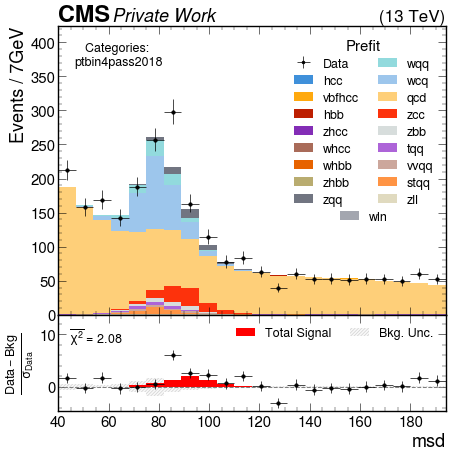 CMS Private Work (13 TeV)
Events / 7GeV
400
350
300
250
200
150
100
50
0
Categories:
ptbin4pass2018
Prefit
Data
hcc
vbfhcc
hbb
zhcc
whcc
whbb
zhbb
zqq
wqq
wcq
qcd
zcc
zbb
tqq
vvqq
stqq
zll
wln
Data − Bkg
σData
10
0
χ2 = 2.08
Total Signal
Bkg. Unc.
40 60 80 100 120 140 160 180
msd